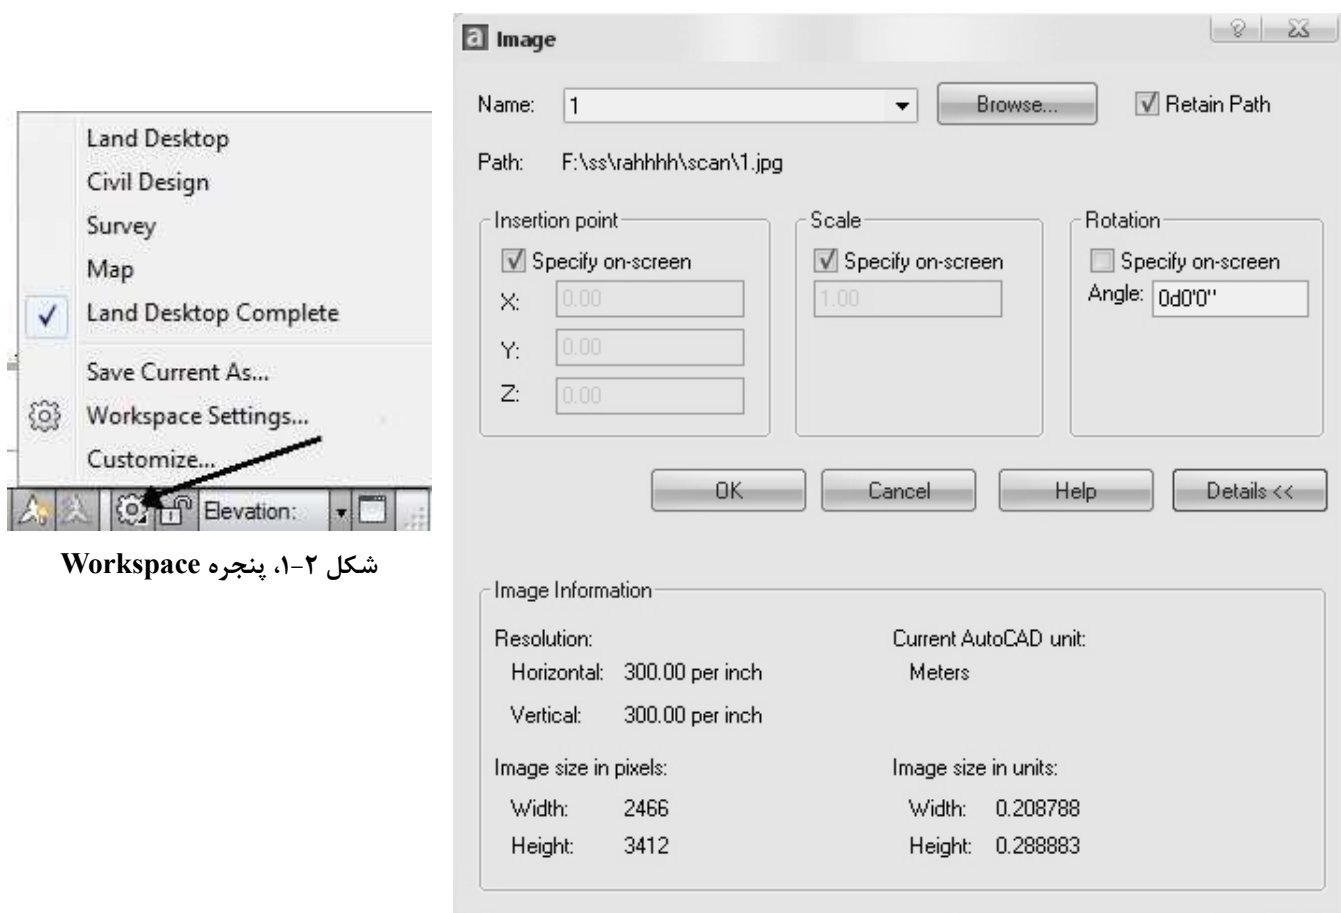 Land Desktop
Civil Design
Survey
Map
Land Desktop Complete
Save Current As...
Workspace Settings...
Customize...
Elevation:
شکل ۲-۱، پنجره Workspace
Image
Name: 1 Browse... Retain Path
Path: F:\ss\rahhhh\scan\1.jpg
Insertion point
Specify on-screen
X: 0.00
Y: 0.00
Z: 0.00
Scale
Specify on-screen
1.00
Rotation
Specify on-screen
Angle: 0d0'0"
OK Cancel Help Details <<
Image Information
Resolution:
Horizontal: 300.00 per inch
Vertical: 300.00 per inch
Current AutoCAD unit:
Meters
Image size in pixels:
Width: 2466
Height: 3412
Image size in units:
Width: 0.208788
Height: 0.288883